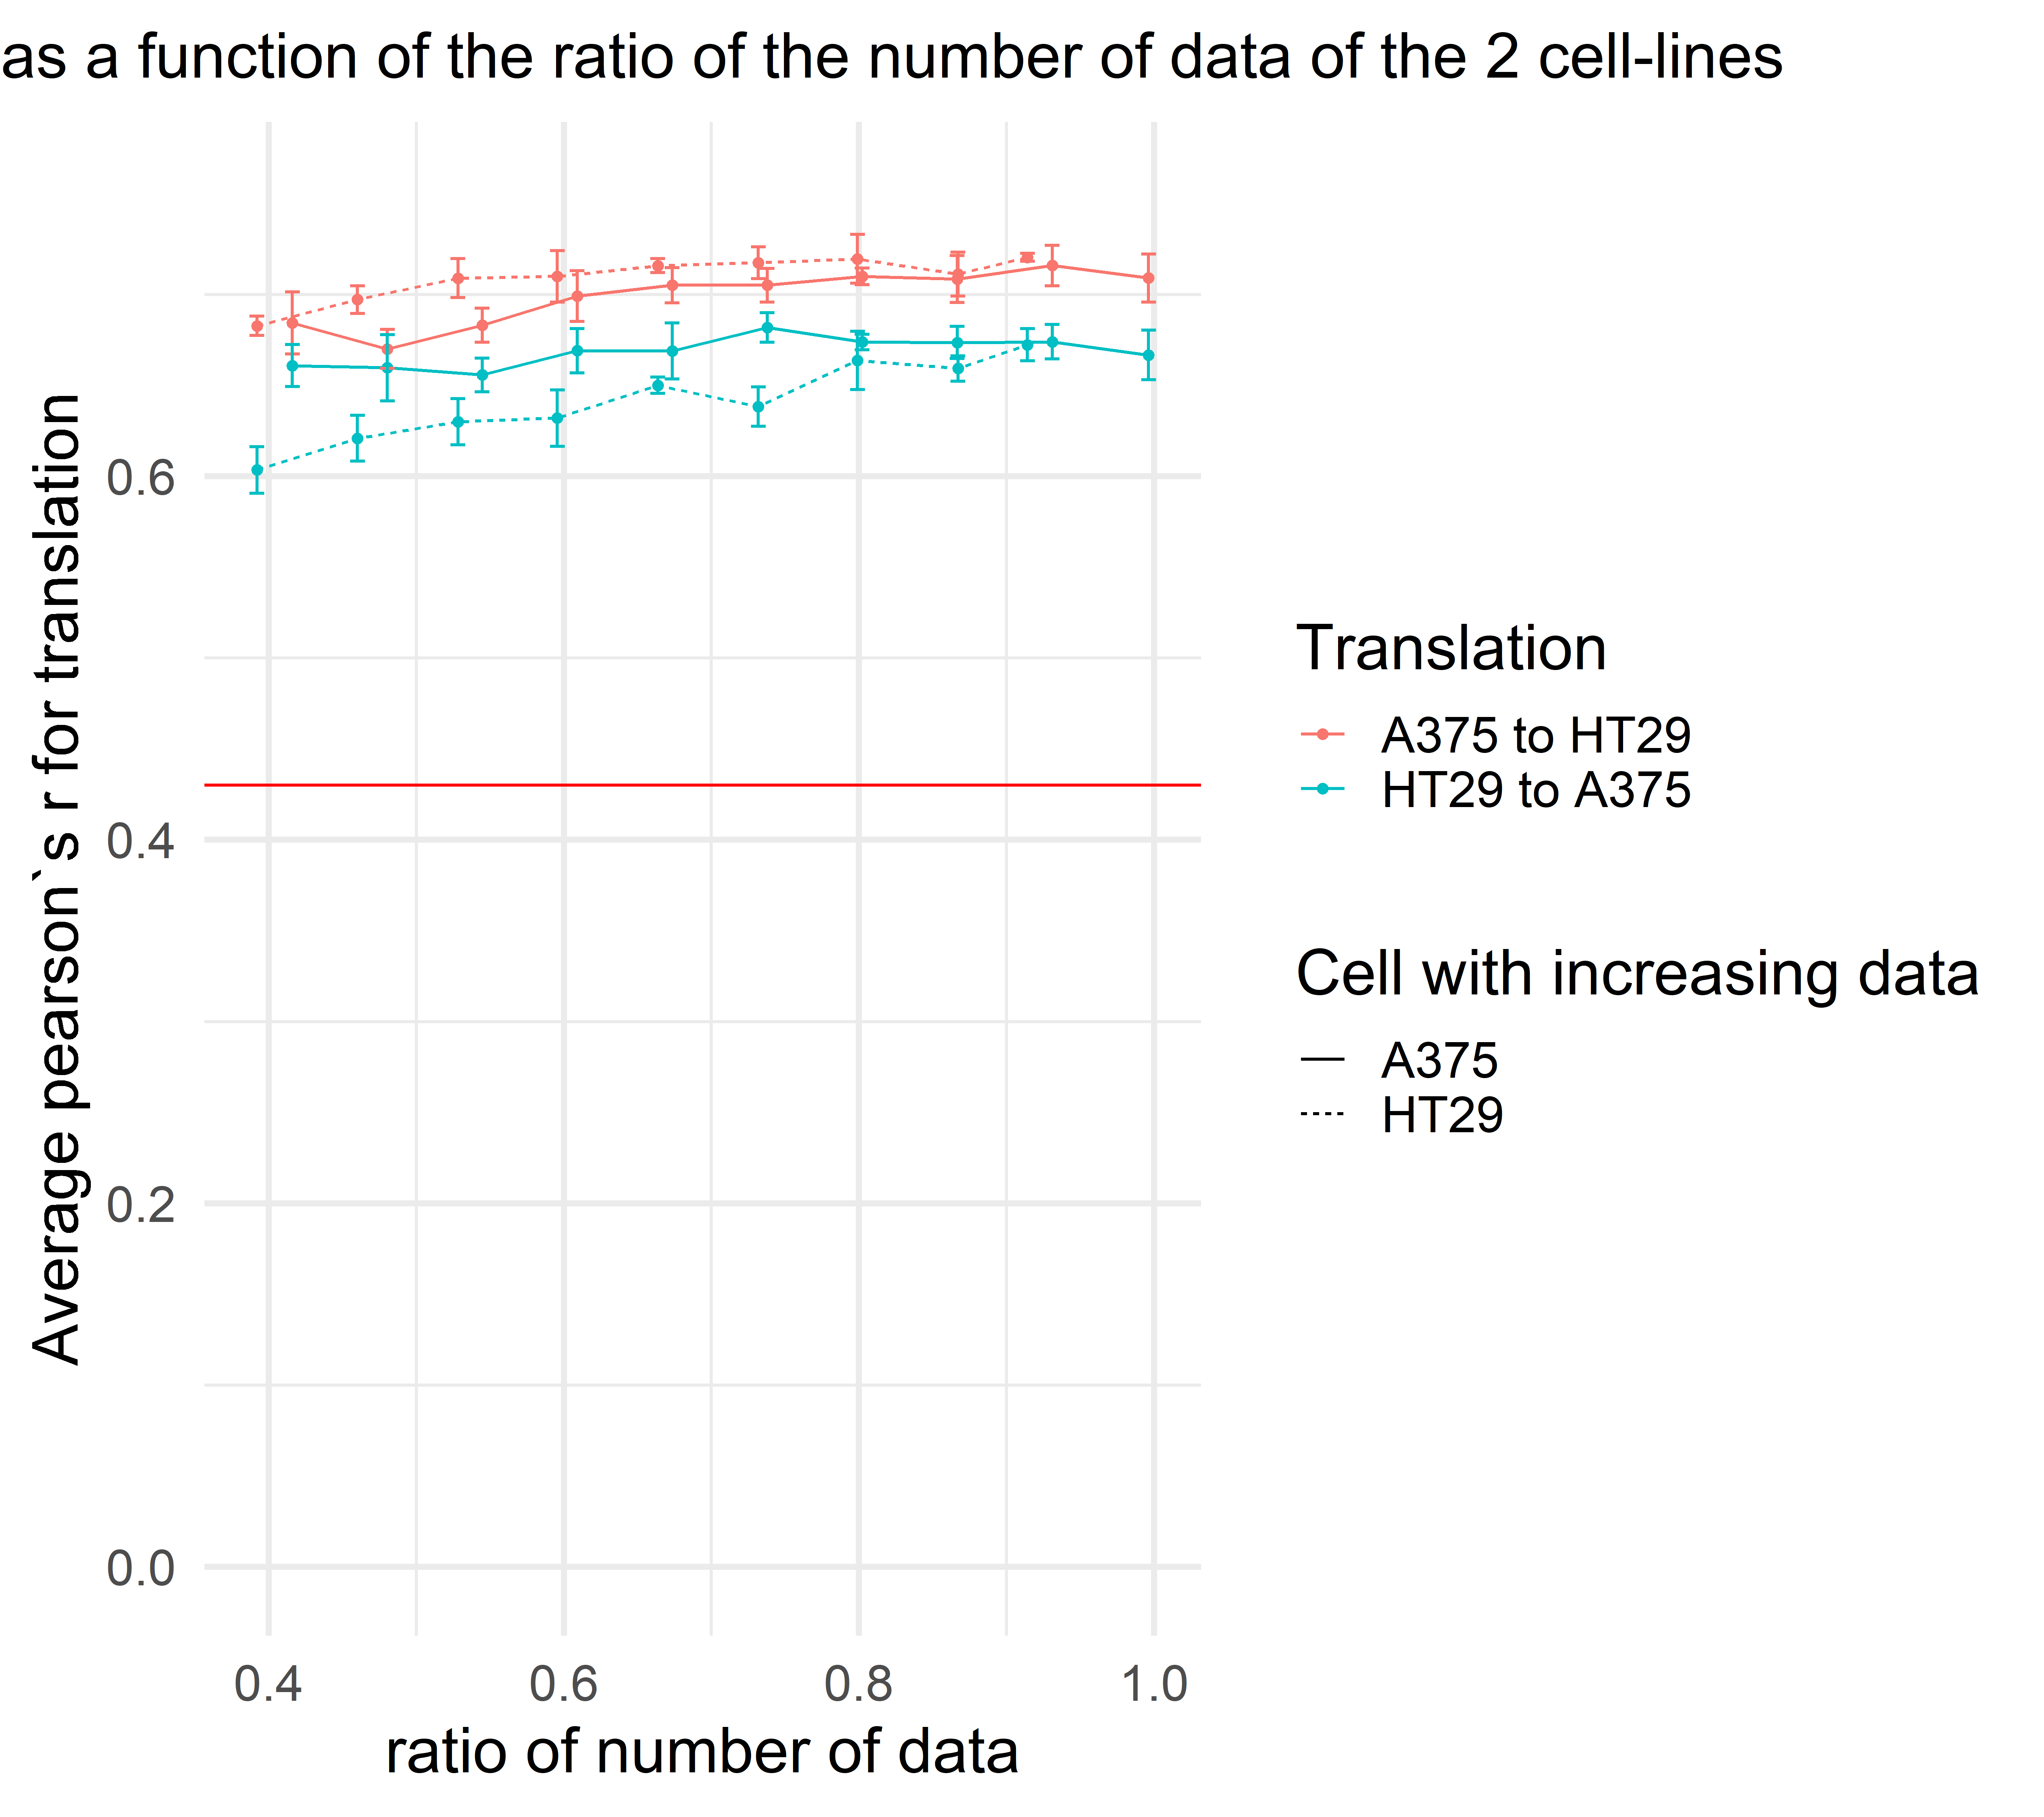 as a function of the ratio of the number of data of the 2 cell-lines
Average pearson`s r for translation
0.6
0.4
0.2
0.0
0.4 0.6 0.8 1.0
ratio of number of data
Translation
A375 to HT29
HT29 to A375
Cell with increasing data
A375
HT29